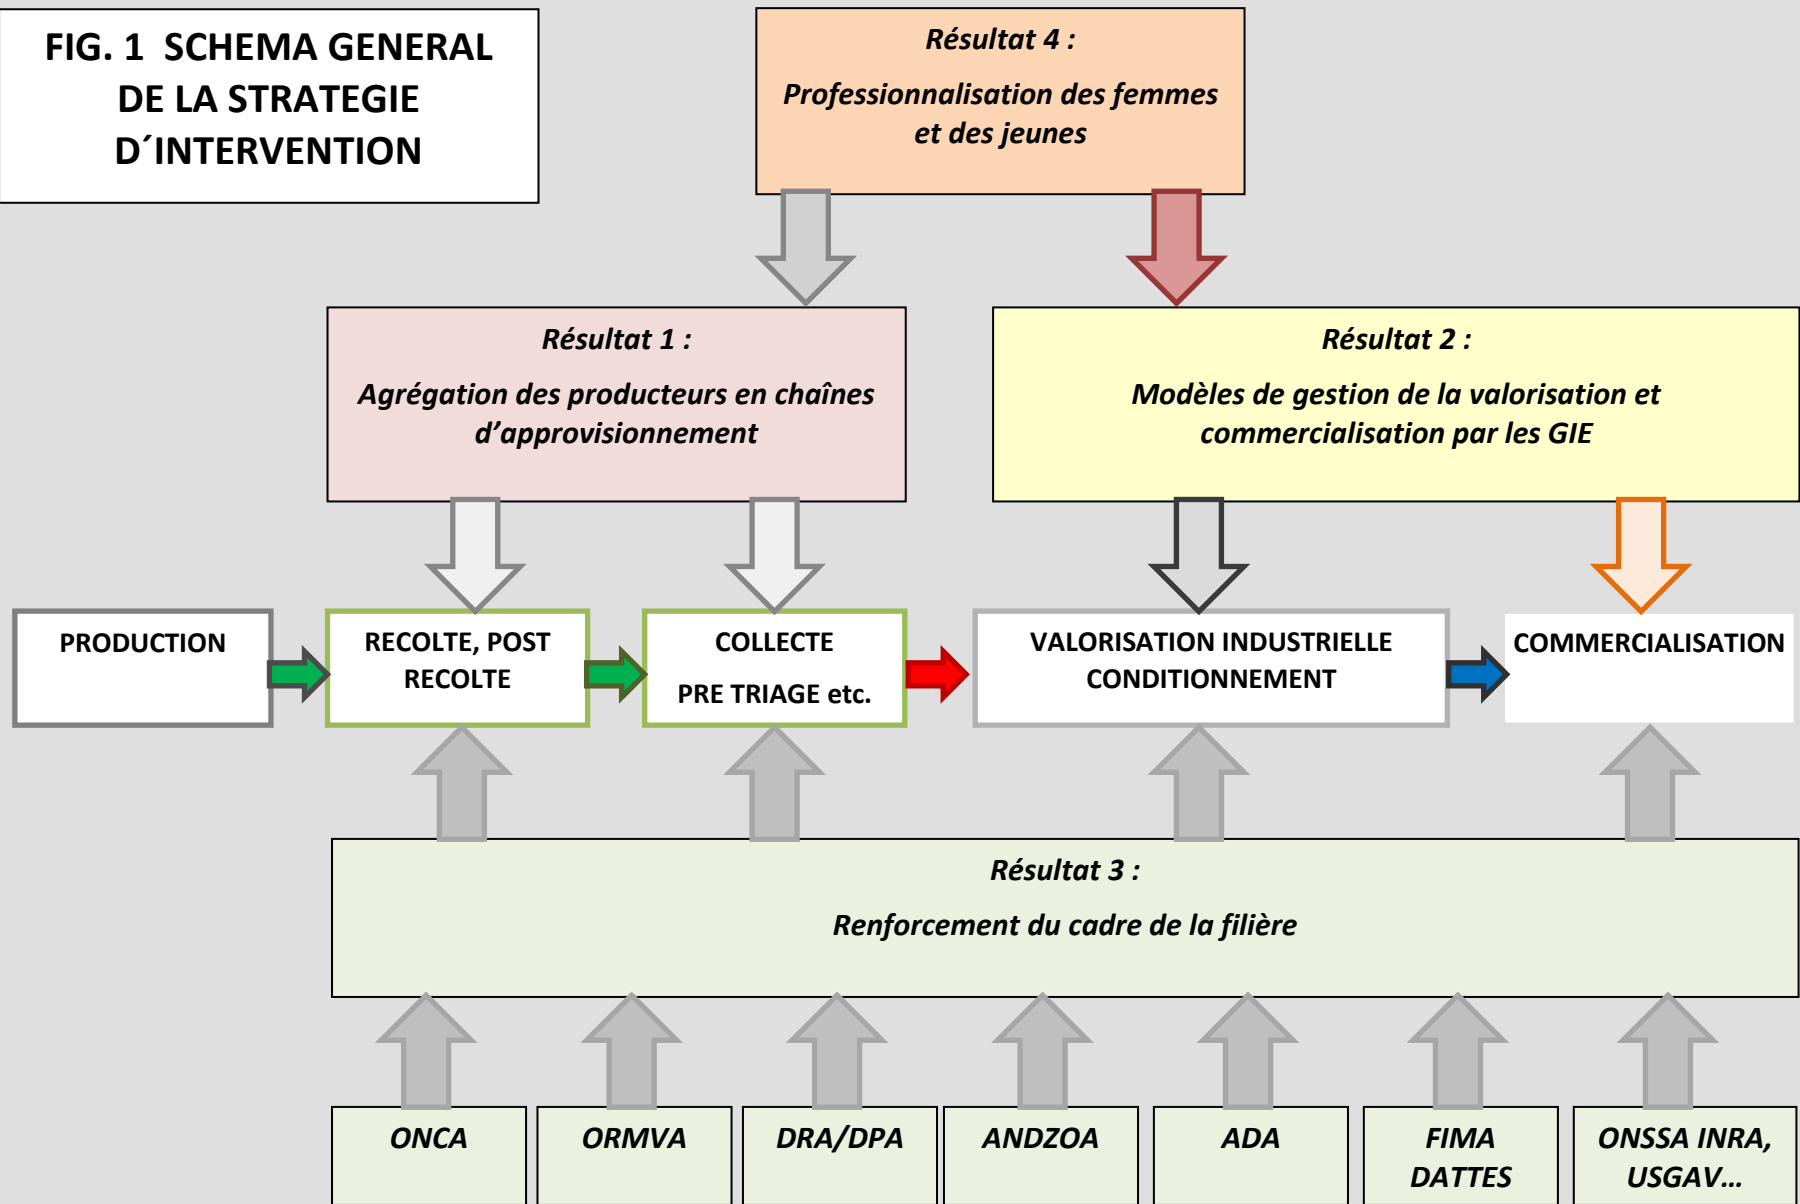 FIG. 1 SCHEMA GENERAL
DE LA STRATEGIE
D´INTERVENTION
Résultat 4 :
Professionnalisation des femmes
et des jeunes
Résultat 1 :
Agrégation des producteurs en chaînes
d’approvisionnement
Résultat 2 :
Modèles de gestion de la valorisation et
commercialisation par les GIE
PRODUCTION
RECOLTE, POST
RECOLTE
COLLECTE
PRE TRIAGE etc.
VALORISATION INDUSTRIELLE
CONDITIONNEMENT
COMMERCIALISATION
Résultat 3 :
Renforcement du cadre de la filière
ONCA
ORMVA
DRA/DPA
ANDZOA
ADA
FIMA
DATTES
ONSSA INRA,
USGAV...